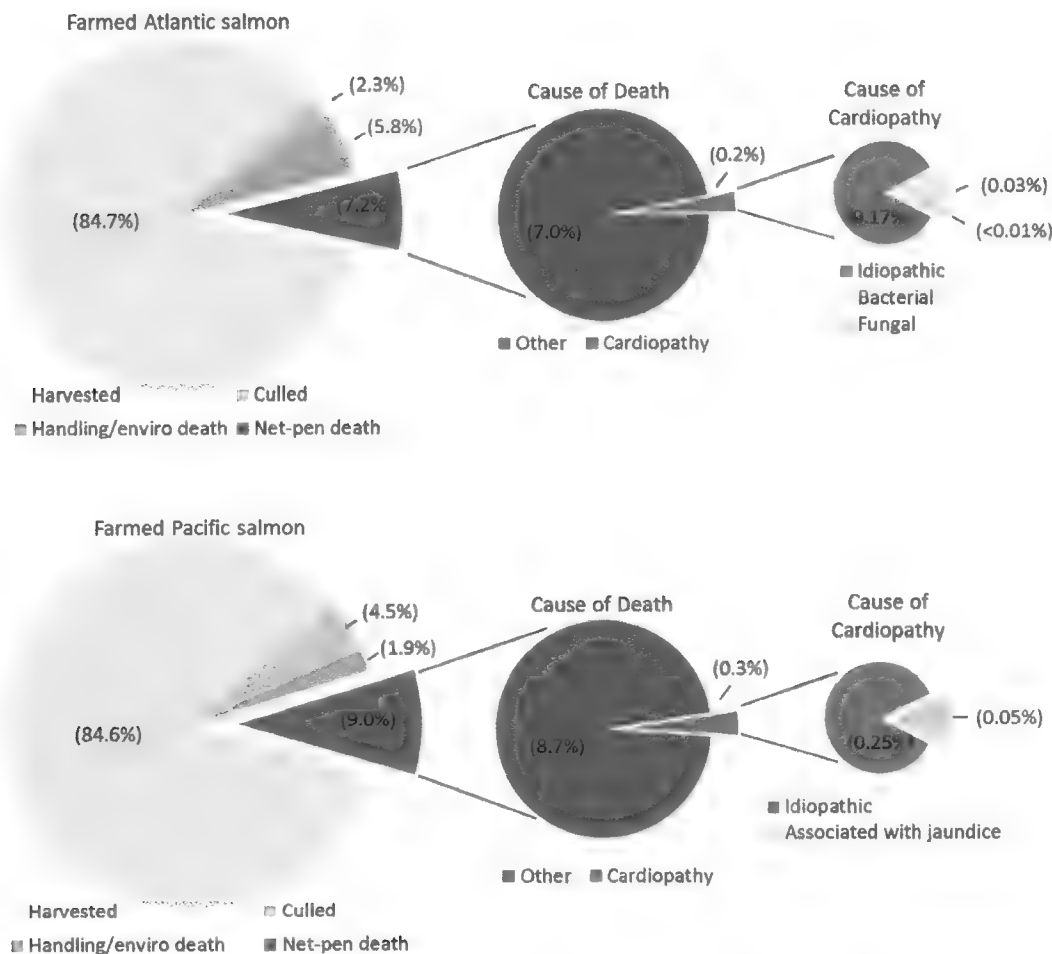 Farmed Atlantic salmon
(2.3%)
(5.8%)
(84.7%)
(7.2%
Cause of Death
(0.2%)
(7.0%)
Other Cardiopathy
Cause of
Cardiopathy
(0.03%)
0.17%
(<0.01%)
Idiopathic
Bacterial
Fungal
Harvested Culled
Handling/enviro death Net-pen death
Farmed Pacific salmon
(4.5%)
(1.9%)
(84.6%)
(9.0%)
Cause of Death
(0.3%)
(8.7%)
Other Cardiopathy
Cause of
Cardiopathy
(0.05%)
(0.25%
Idiopathic
Associated with jaundice
Harvested Culled
Handling/enviro death Net-pen death